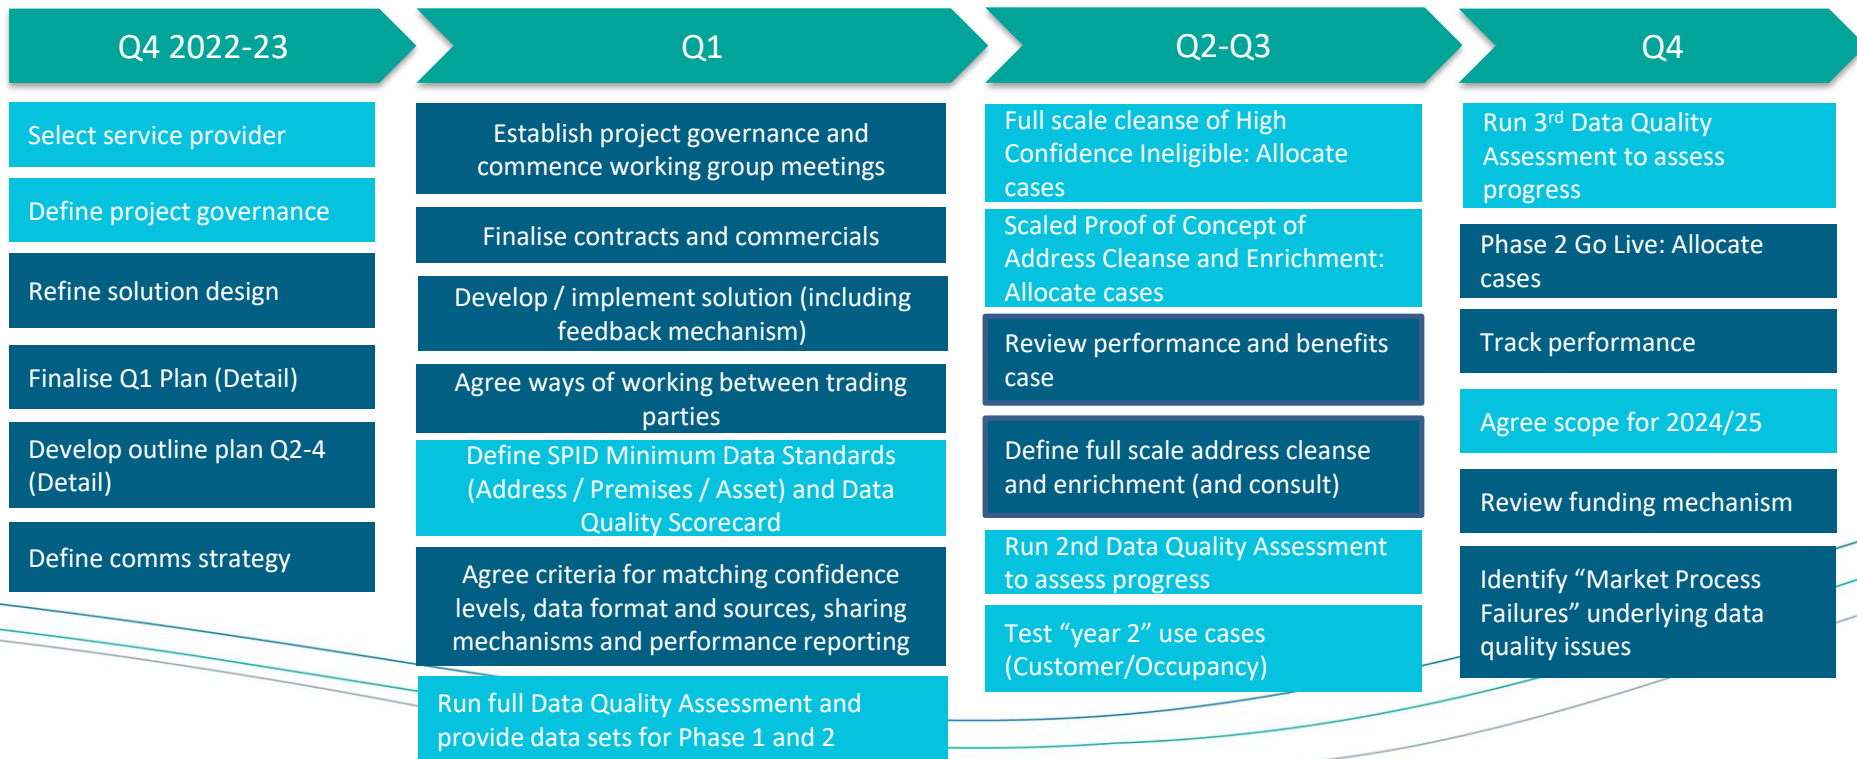 Q4 2022-23
Select service provider
Define project governance
Refine solution design
Finalise Q1 Plan (Detail)
Develop outline plan Q2-4
(Detail)
Define comms strategy
Q1
Establish project governance and
commence working group meetings
Finalise contracts and commercials
Develop / implement solution (including
feedback mechanism)
Agree ways of working between trading
parties
Define SPID Minimum Data Standards
(Address / Premises / Asset) and Data
Quality Scorecard
Agree criteria for matching confidence
levels, data format and sources, sharing
mechanisms and performance reporting
Run full Data Quality Assessment and
provide data sets for Phase 1 and 2
Q2-Q3
Full scale cleanse of High
Confidence Ineligible: Allocate
cases
Scaled Proof of Concept of
Address Cleanse and Enrichment:
Allocate cases
Review performance and benefits
case
Define full scale address cleanse
and enrichment (and consult)
Run 2nd Data Quality Assessment
to assess progress
Test “year 2” use cases
(Customer/Occupancy)
Q4
Run 3rd Data Quality
Assessment to assess
progress
Phase 2 Go Live: Allocate
cases
Track performance
Agree scope for 2024/25
Review funding mechanism
Identify “Market Process
Failures” underlying data
quality issues